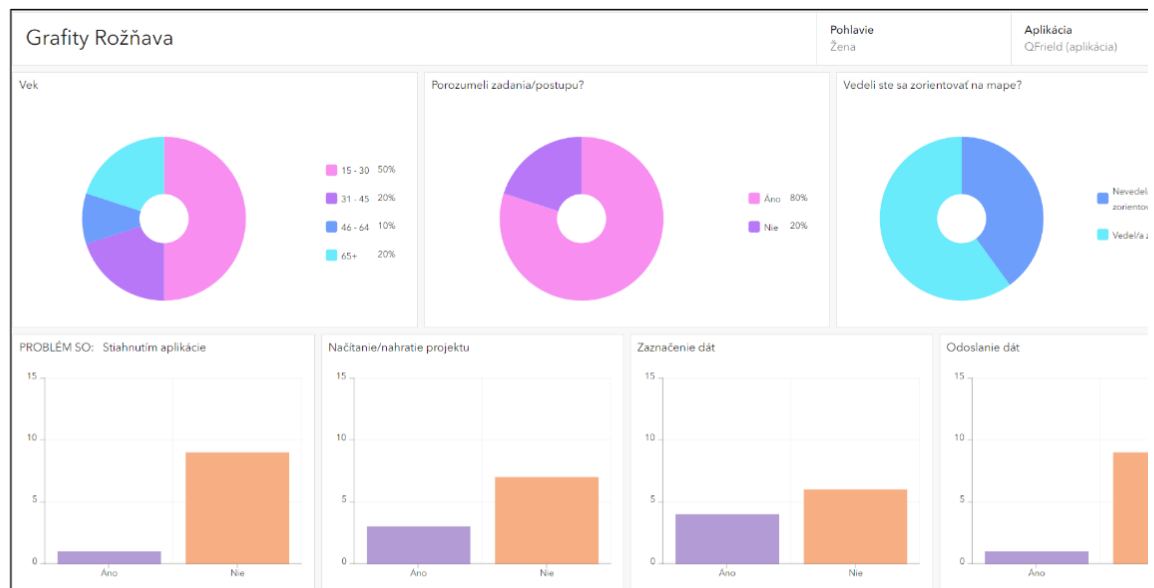 Grafity Rožňava
Pohlavie
Žena
Aplikácia
QFrield (aplikácia)
Vek
15 - 30 50%
31 - 45 20%
46 - 64 10%
65+ 20%
Porozumeli zadania/postupu?
Áno 80%
Nie 20%
Vedeli ste sa zorientovať na mape?
Vedel/a
PROBLÉM SO: Stiahnutím aplikácie
15
10
5
0
Áno
Nie
Načítanie/nahratie projektu
15
10
5
0
Áno
Nie
Zaznačenie dát
15
10
5
0
Áno
Nie
Odoslanie dát
15
10
5
0
Áno